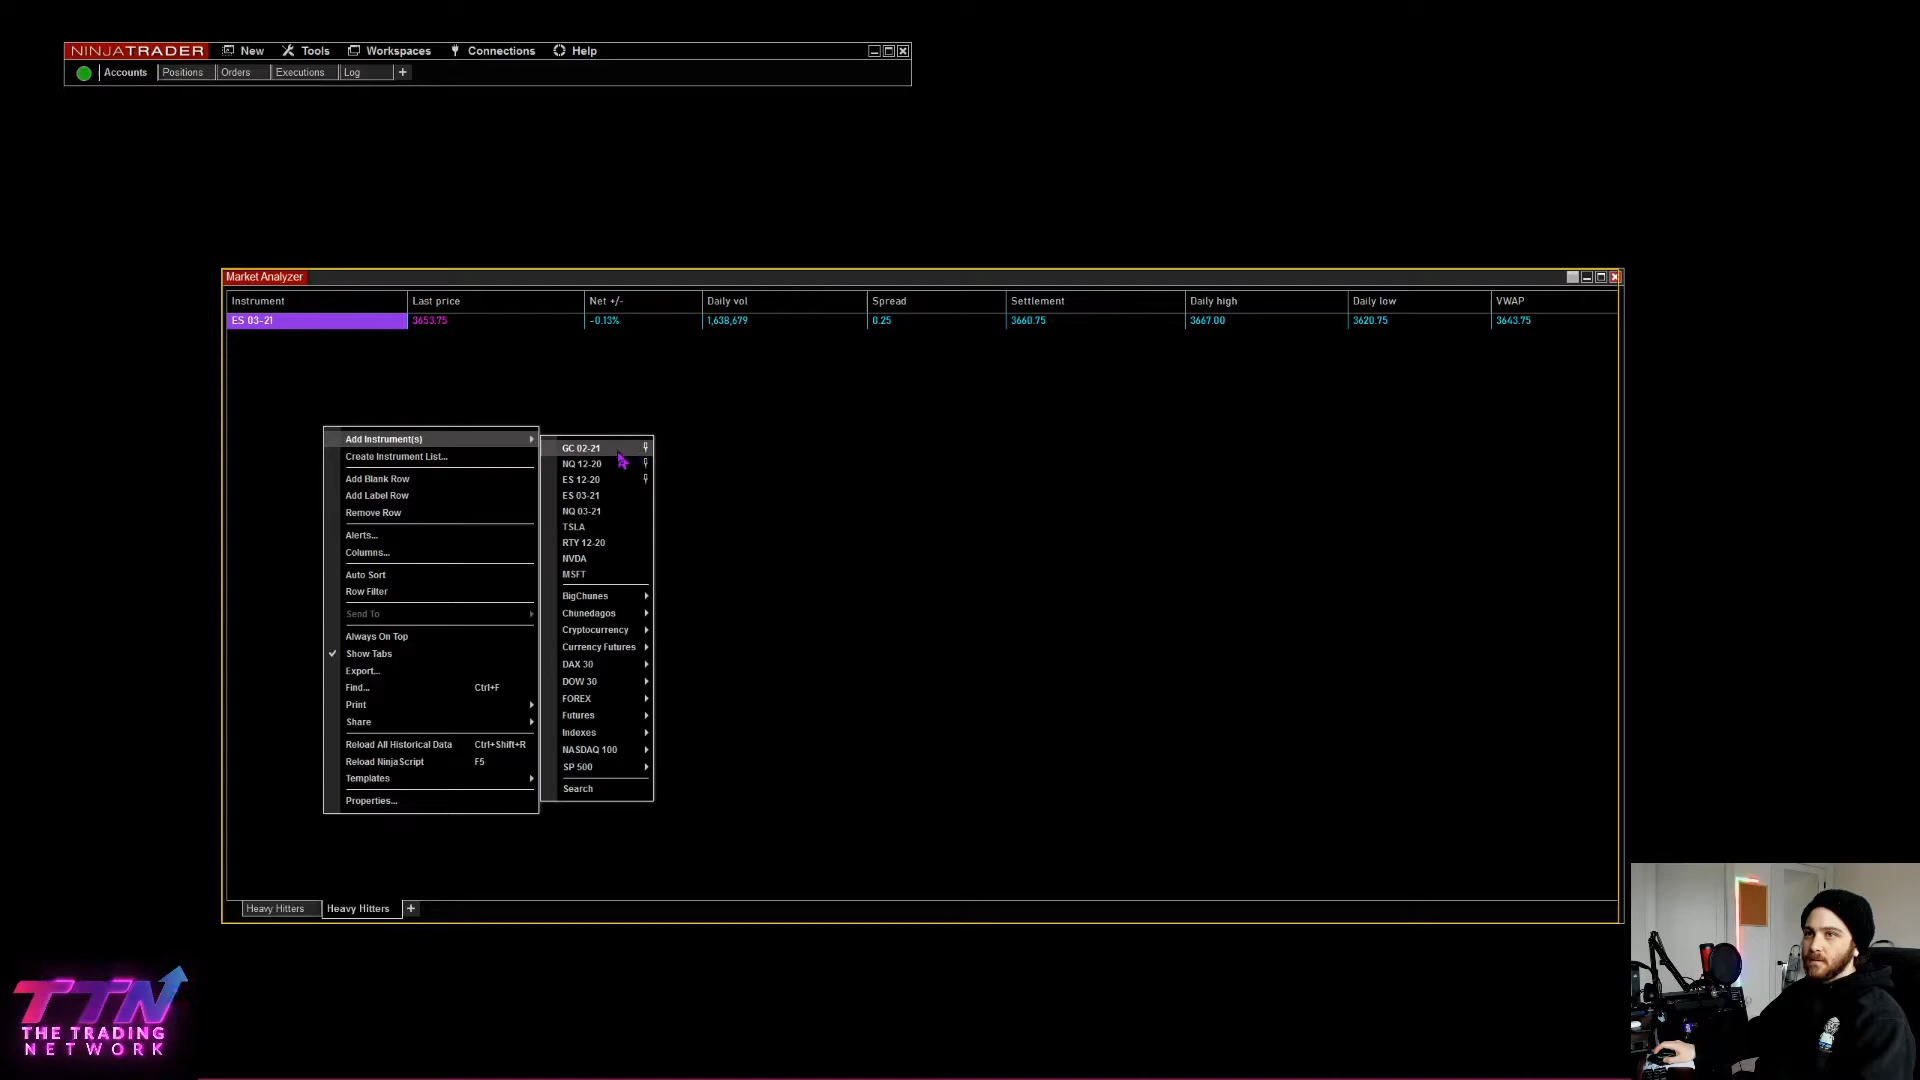 NINJATRADER New Tools Workspaces Connections Help
Accounts Positions Orders Executions Log +
Market Analyzer
Instrument Last price Net +/- Daily vol Spread Settlement Daily high Daily low VWAP
ES 03-21 3653.75 -0.13% 1,638,679 0.25 3660.75 3667.00 3620.75 3643.75
Add Instrument(s)
Create Instrument List...
Add Blank Row
Add Label Row
Remove Row
Alerts...
Columns...
Auto Sort
Row Filter
Send To
Always On Top
Show Tabs
Export...
Find... Ctrl+F
Print
Share
Reload All Historical Data Ctrl+Shift+R
Reload NinjaScript F5
Templates
Properties...
GC 02-21
NQ 12-20
ES 12-20
ES 03-21
NQ 03-21
TSLA
RTY 12-20
NVDA
MSFT
BigChunes
Chunedagos
Cryptocurrency
Currency Futures
DAX 30
DOW 30
FOREX
Futures
Indexes
NASDAQ 100
SP 500
Search
Heavy Hitters Heavy Hitters +
TTN
THE TRADING
NETWORK